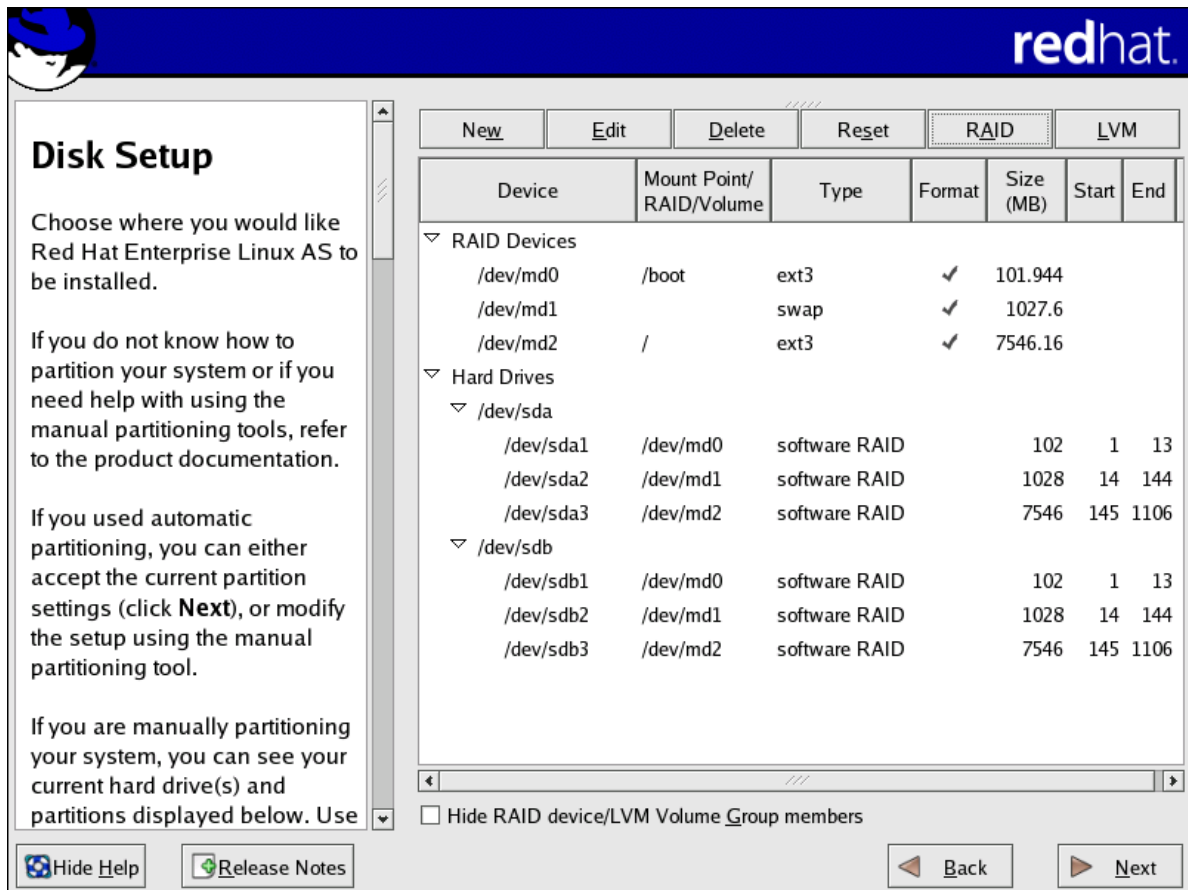 redhat.
Disk Setup
Choose where you would like
Red Hat Enterprise Linux AS to
be installed.
If you do not know how to
partition your system or if you
need help with using the
manual partitioning tools, refer
to the product documentation.
If you used automatic
partitioning, you can either
accept the current partition
settings (click Next), or modify
the setup using the manual
partitioning tool.
If you are manually partitioning
your system, you can see your
current hard drive(s) and
partitions displayed below. Use
New Edit Delete Reset RAID LVM
Device Mount Point/ RAID/Volume Type Format Size (MB) Start End
RAID Devices
/dev/md0 /boot ext3 ✓ 101.944
/dev/md1 swap ✓ 1027.6
/dev/md2 / ext3 ✓ 7546.16
Hard Drives
/dev/sda
/dev/sda1 /dev/md0 software RAID 102 1 13
/dev/sda2 /dev/md1 software RAID 1028 14 144
/dev/sda3 /dev/md2 software RAID 7546 145 1106
/dev/sdb
/dev/sdb1 /dev/md0 software RAID 102 1 13
/dev/sdb2 /dev/md1 software RAID 1028 14 144
/dev/sdb3 /dev/md2 software RAID 7546 145 1106
Hide RAID device/LVM Volume Group members
Hide Help Release Notes Back Next